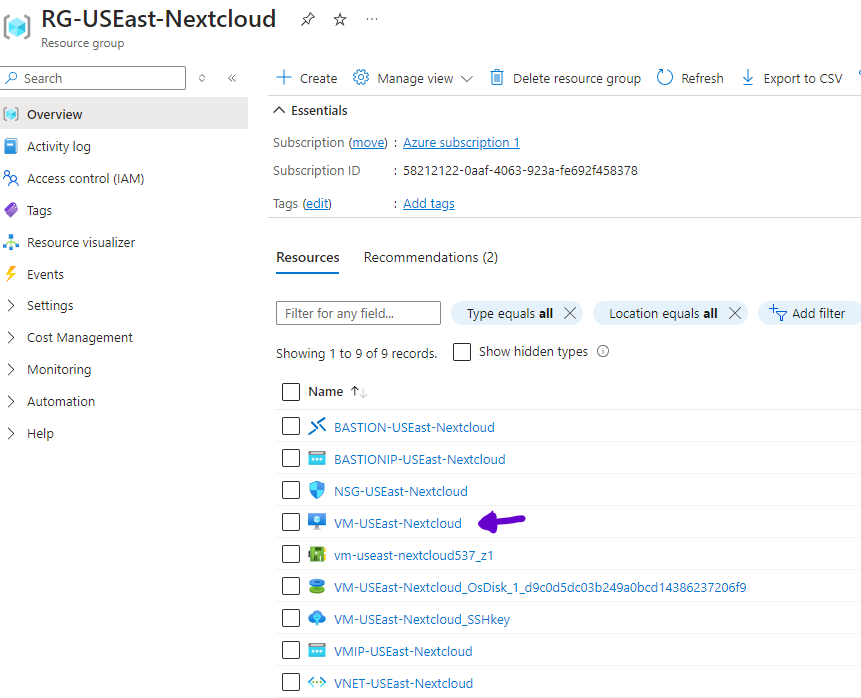 RG-USEast-Nextcloud
Resource group
Search
Create Manage view Delete resource group Refresh Export to CSV
Overview
Activity log
Access control (IAM)
Tags
Resource visualizer
Events
Settings
Cost Management
Monitoring
Automation
Help
Essentials
Subscription (move) : Azure subscription 1
Subscription ID : 58212122-0aaf-4063-923a-fe692f458378
Tags (edit) : Add tags
Resources Recommendations (2)
Filter for any field... Type equals all Location equals all Add filter
Showing 1 to 9 of 9 records. Show hidden types
Name
BASTION-USEast-Nextcloud
BASTIONIP-USEast-Nextcloud
NSG-USEast-Nextcloud
VM-USEast-Nextcloud
vm-useast-nextcloud537_z1
VM-USEast-Nextcloud_OsDisk_1_d9c0d5dc03b249a0bcd14386237206f9
VM-USEast-Nextcloud_SSHkey
VMIP-USEast-Nextcloud
VNET-USEast-Nextcloud